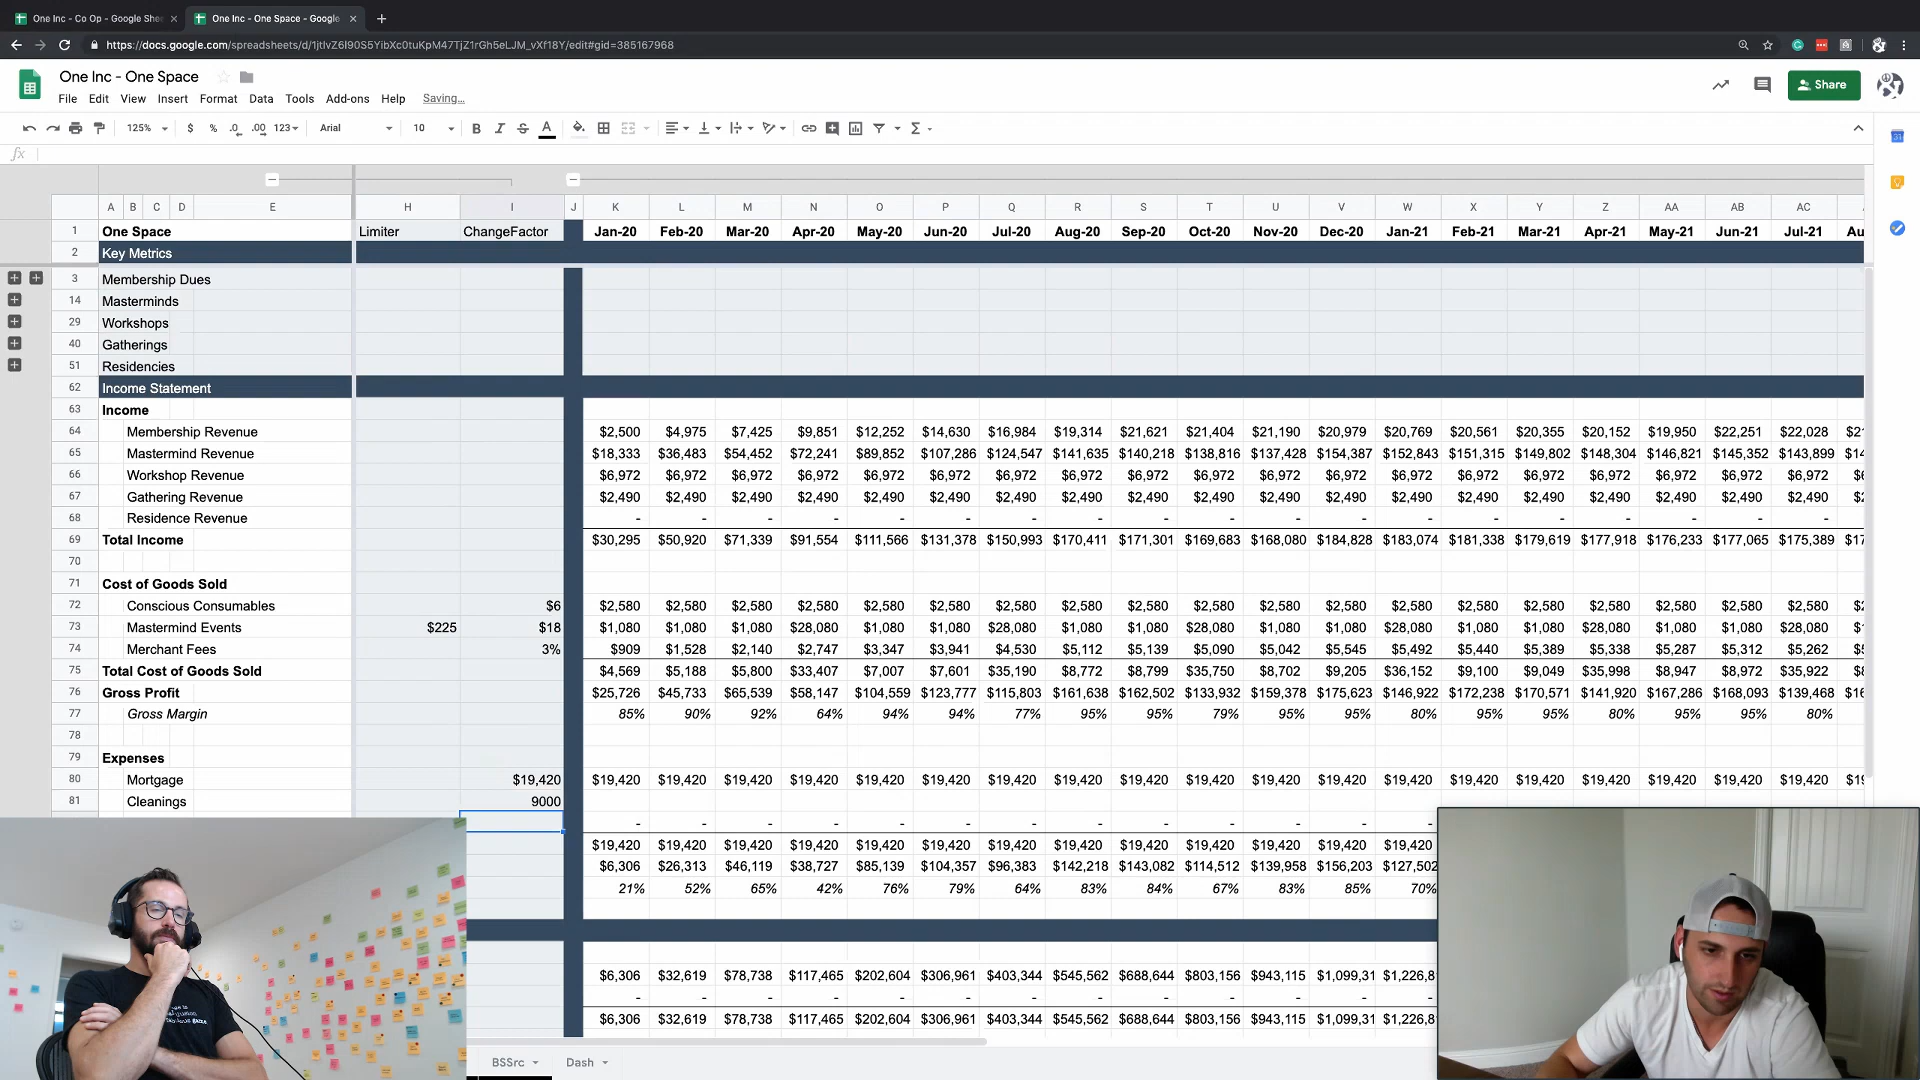 One Inc - Co Op - Google Shee
One Inc - One Space - Google
https://docs.google.com/spreadsheets/d/1jtIvZ6I90S5YibXc0tuKpM47TjZ1rGh5eLJM_vXf18Y/edit#gid=385167968
One Inc - One Space
Share
File Edit View Insert Format Data Tools Add-ons Help Saving...
125% $ % .0 .00 123 Arial 10 B I S A
fx
A B C D E H I J K L M N O P Q R S T U V W X Y Z AA AB AC
1 One Space Limiter ChangeFactor Jan-20 Feb-20 Mar-20 Apr-20 May-20 Jun-20 Jul-20 Aug-20 Sep-20 Oct-20 Nov-20 Dec-20 Jan-21 Feb-21 Mar-21 Apr-21 May-21 Jun-21 Jul-21 Au
2 Key Metrics
3 Membership Dues
14 Masterminds
29 Workshops
40 Gatherings
51 Residencies
62 Income Statement
63 Income
64 Membership Revenue $2,500 $4,975 $7,425 $9,851 $12,252 $14,630 $16,984 $19,314 $21,621 $21,404 $21,190 $20,979 $20,769 $20,561 $20,355 $20,152 $19,950 $22,251 $22,028 $21
65 Mastermind Revenue $18,333 $36,483 $54,452 $72,241 $89,852 $107,286 $124,547 $141,635 $140,218 $138,816 $137,428 $154,387 $152,843 $151,315 $149,802 $148,304 $146,821 $145,352 $143,899 $14
66 Workshop Revenue $6,972 $6,972 $6,972 $6,972 $6,972 $6,972 $6,972 $6,972 $6,972 $6,972 $6,972 $6,972 $6,972 $6,972 $6,972 $6,972 $6,972 $6,972 $6,972 $6
67 Gathering Revenue $2,490 $2,490 $2,490 $2,490 $2,490 $2,490 $2,490 $2,490 $2,490 $2,490 $2,490 $2,490 $2,490 $2,490 $2,490 $2,490 $2,490 $2,490 $2,490 $2
68 Residence Revenue - - - - - - - - - - - - - - - - - - -
69 Total Income $30,295 $50,920 $71,339 $91,554 $111,566 $131,378 $150,993 $170,411 $171,301 $169,683 $168,080 $184,828 $183,074 $181,338 $179,619 $177,918 $176,233 $177,065 $175,389 $17
70
71 Cost of Goods Sold
72 Conscious Consumables $6 $2,580 $2,580 $2,580 $2,580 $2,580 $2,580 $2,580 $2,580 $2,580 $2,580 $2,580 $2,580 $2,580 $2,580 $2,580 $2,580 $2,580 $2,580 $2,580 $2
73 Mastermind Events $225 $18 $1,080 $1,080 $1,080 $28,080 $1,080 $1,080 $28,080 $1,080 $1,080 $28,080 $1,080 $1,080 $28,080 $1,080 $1,080 $28,080 $1,080 $1,080 $28,080 $1
74 Merchant Fees 3% $909 $1,528 $2,140 $2,747 $3,347 $3,941 $4,530 $5,112 $5,139 $5,090 $5,042 $5,545 $5,492 $5,440 $5,389 $5,338 $5,287 $5,312 $5,262 $5
75 Total Cost of Goods Sold $4,569 $5,188 $5,800 $33,407 $7,007 $7,601 $35,190 $8,772 $8,799 $35,750 $8,702 $9,205 $36,152 $9,100 $9,049 $35,998 $8,947 $8,972 $35,922 $8
76 Gross Profit $25,726 $45,733 $65,539 $58,147 $104,559 $123,777 $115,803 $161,638 $162,502 $133,932 $159,378 $175,623 $146,922 $172,238 $170,571 $141,920 $167,286 $168,093 $139,468 $16
77 Gross Margin 85% 90% 92% 64% 94% 94% 77% 95% 95% 79% 95% 95% 80% 95% 95% 80% 95% 95% 80%
78
79 Expenses
80 Mortgage $19,420 $19,420 $19,420 $19,420 $19,420 $19,420 $19,420 $19,420 $19,420 $19,420 $19,420 $19,420 $19,420 $19,420 $19,420 $19,420 $19,420 $19,420 $19,420 $19,420 $19
81 Cleanings 9000
- - - - - - - - - - - - -
$19,420 $19,420 $19,420 $19,420 $19,420 $19,420 $19,420 $19,420 $19,420 $19,420 $19,420 $19,420 $19,420
$6,306 $26,313 $46,119 $38,727 $85,139 $104,357 $96,383 $142,218 $143,082 $114,512 $139,958 $156,203 $127,502
21% 52% 65% 42% 76% 79% 64% 83% 84% 67% 83% 85% 70%
$6,306 $32,619 $78,738 $117,465 $202,604 $306,961 $403,344 $545,562 $688,644 $803,156 $943,115 $1,099,31 $1,226,8
- - - - - - - - - - - - -
$6,306 $32,619 $78,738 $117,465 $202,604 $306,961 $403,344 $545,562 $688,644 $803,156 $943,115 $1,099,31 $1,226,8
BSSrc Dash